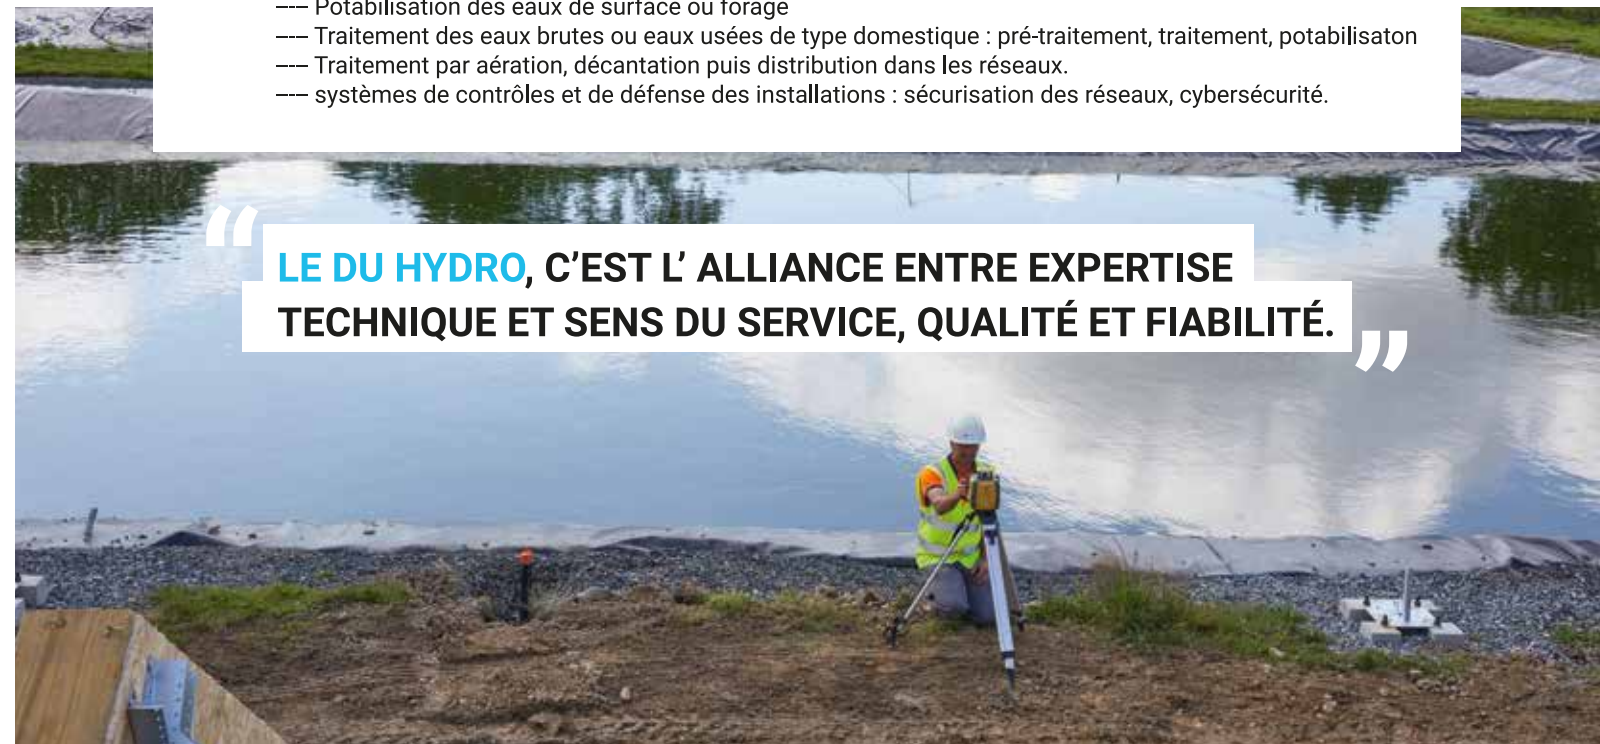 --- Potabilisation des eaux de surface ou forage
--- Traitement des eaux brutes ou eaux usées de type domestique : pré-traitement, traitement, potabilisaton
--- Traitement par aération, décantation puis distribution dans les réseaux.
--- systèmes de contrôles et de défense des installations : sécurisation des réseaux, cybersécurité.
“
LE DU HYDRO, C’EST L’ ALLIANCE ENTRE EXPERTISE
TECHNIQUE ET SENS DU SERVICE, QUALITÉ ET FIABILITÉ.
”